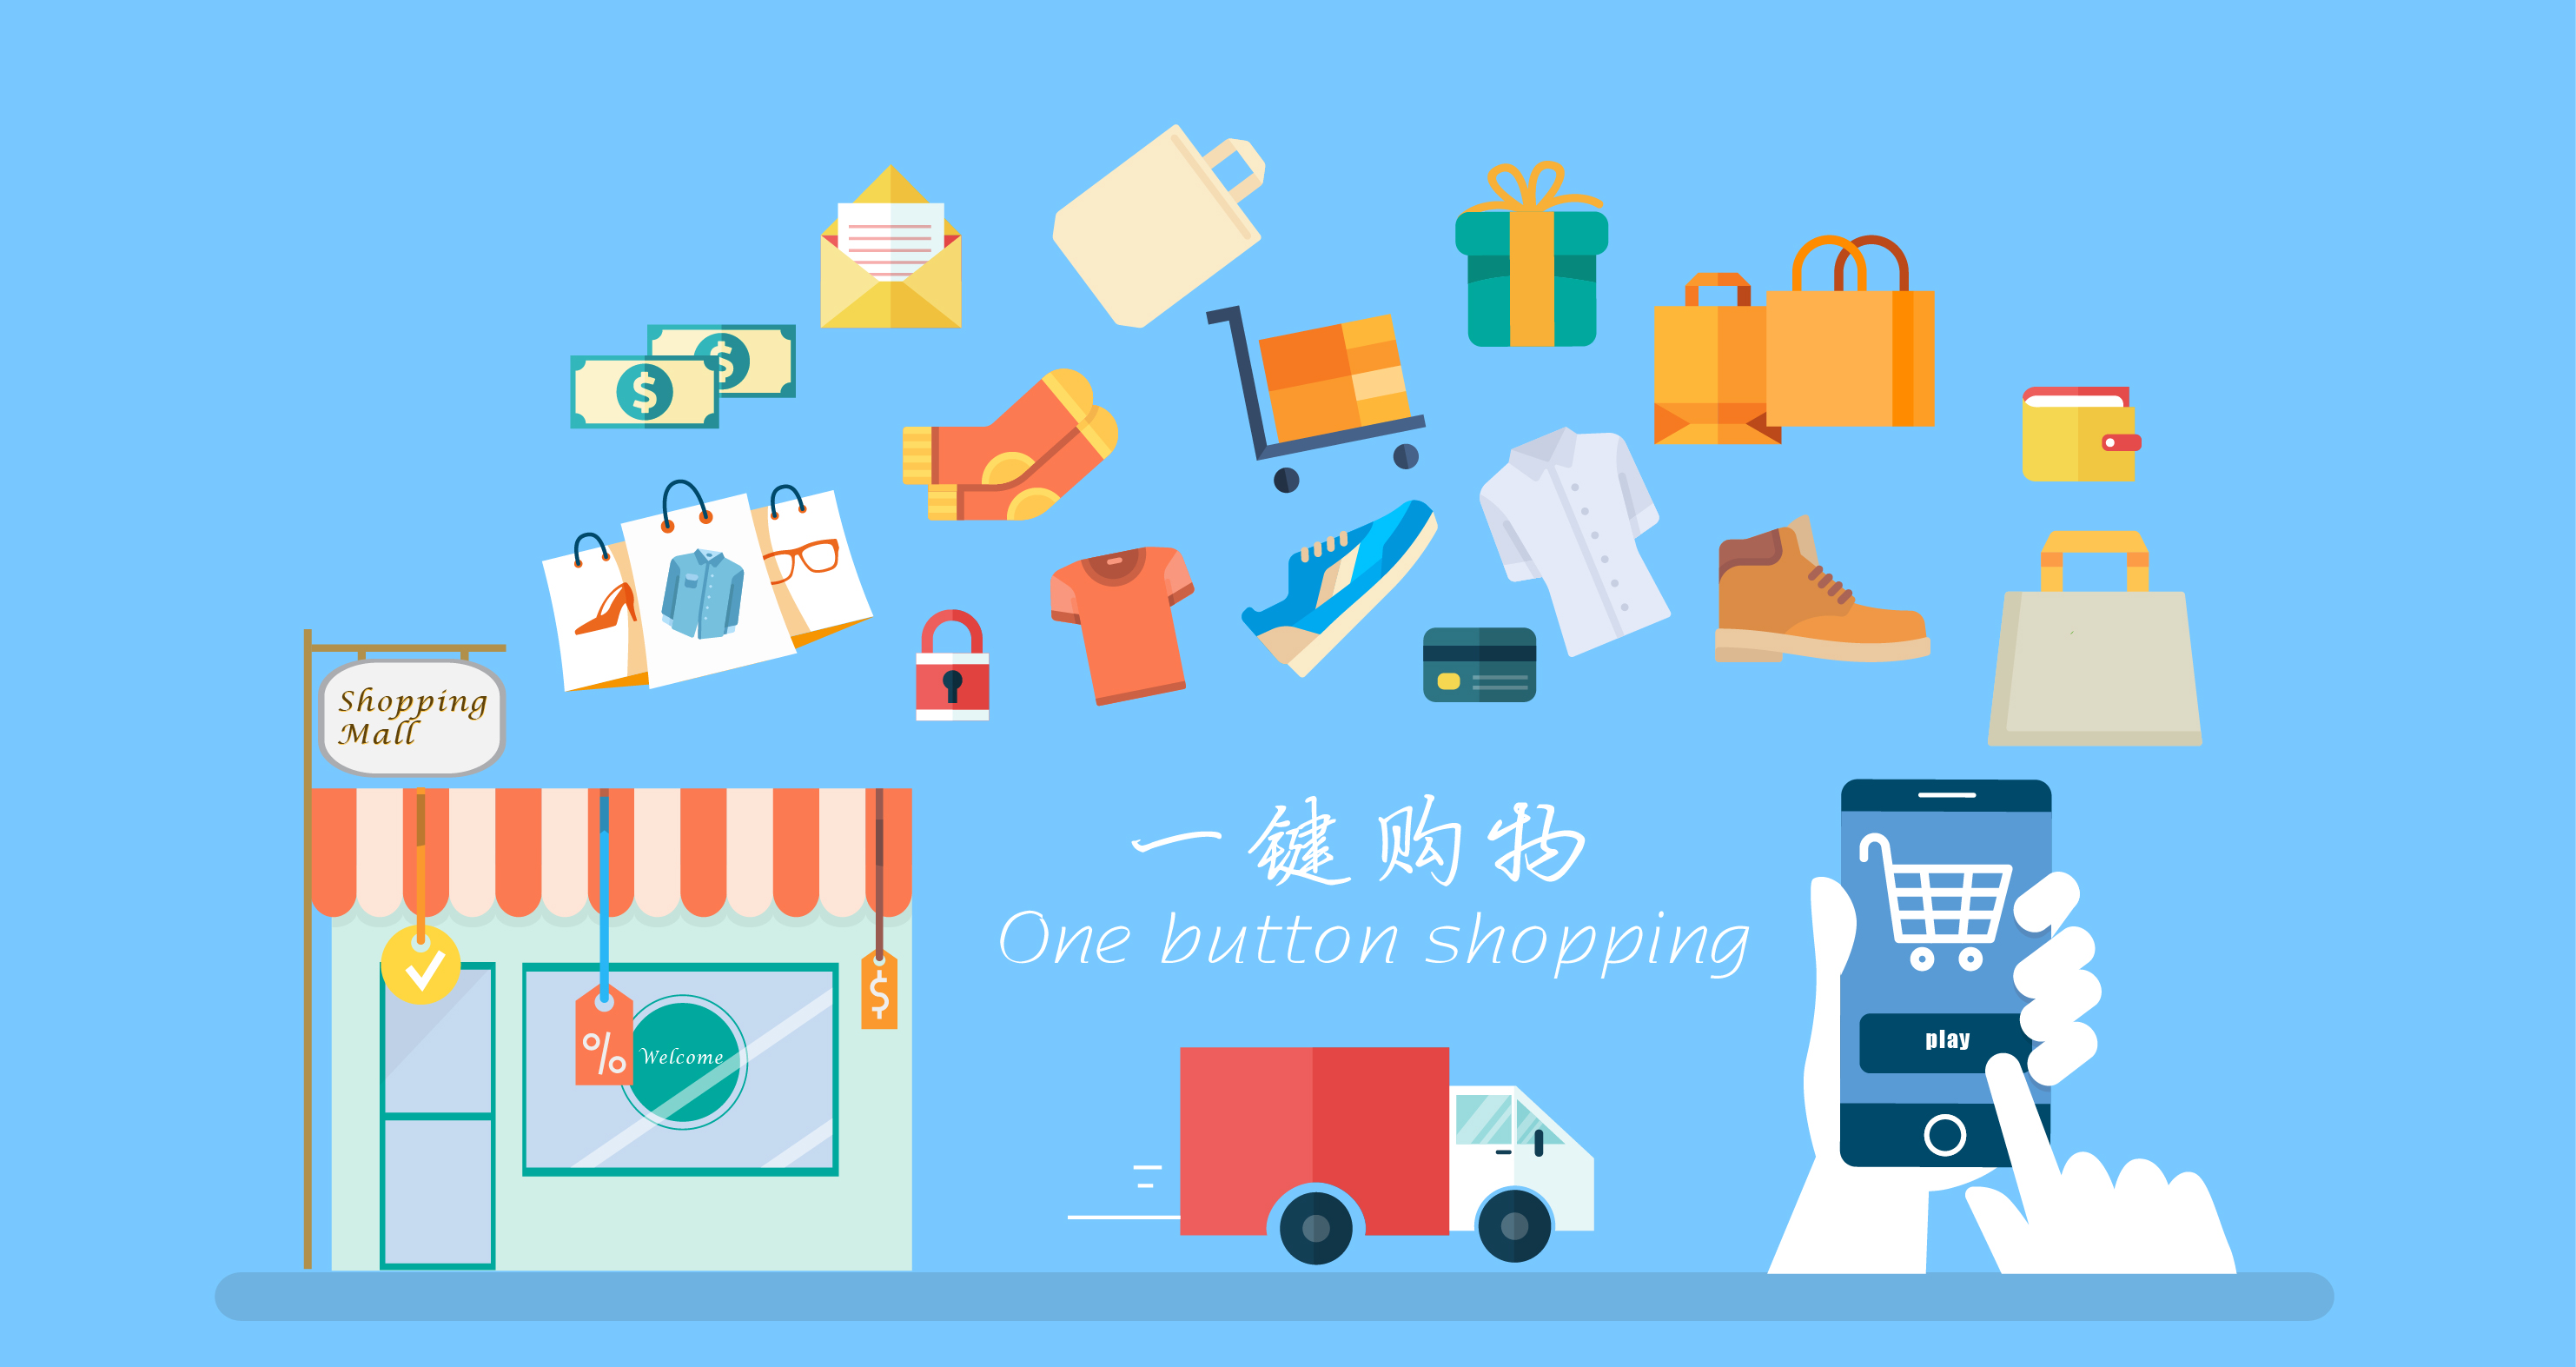 $
$
Shopping
Mall
一键购物
One button shopping
%
Welcome
$
play